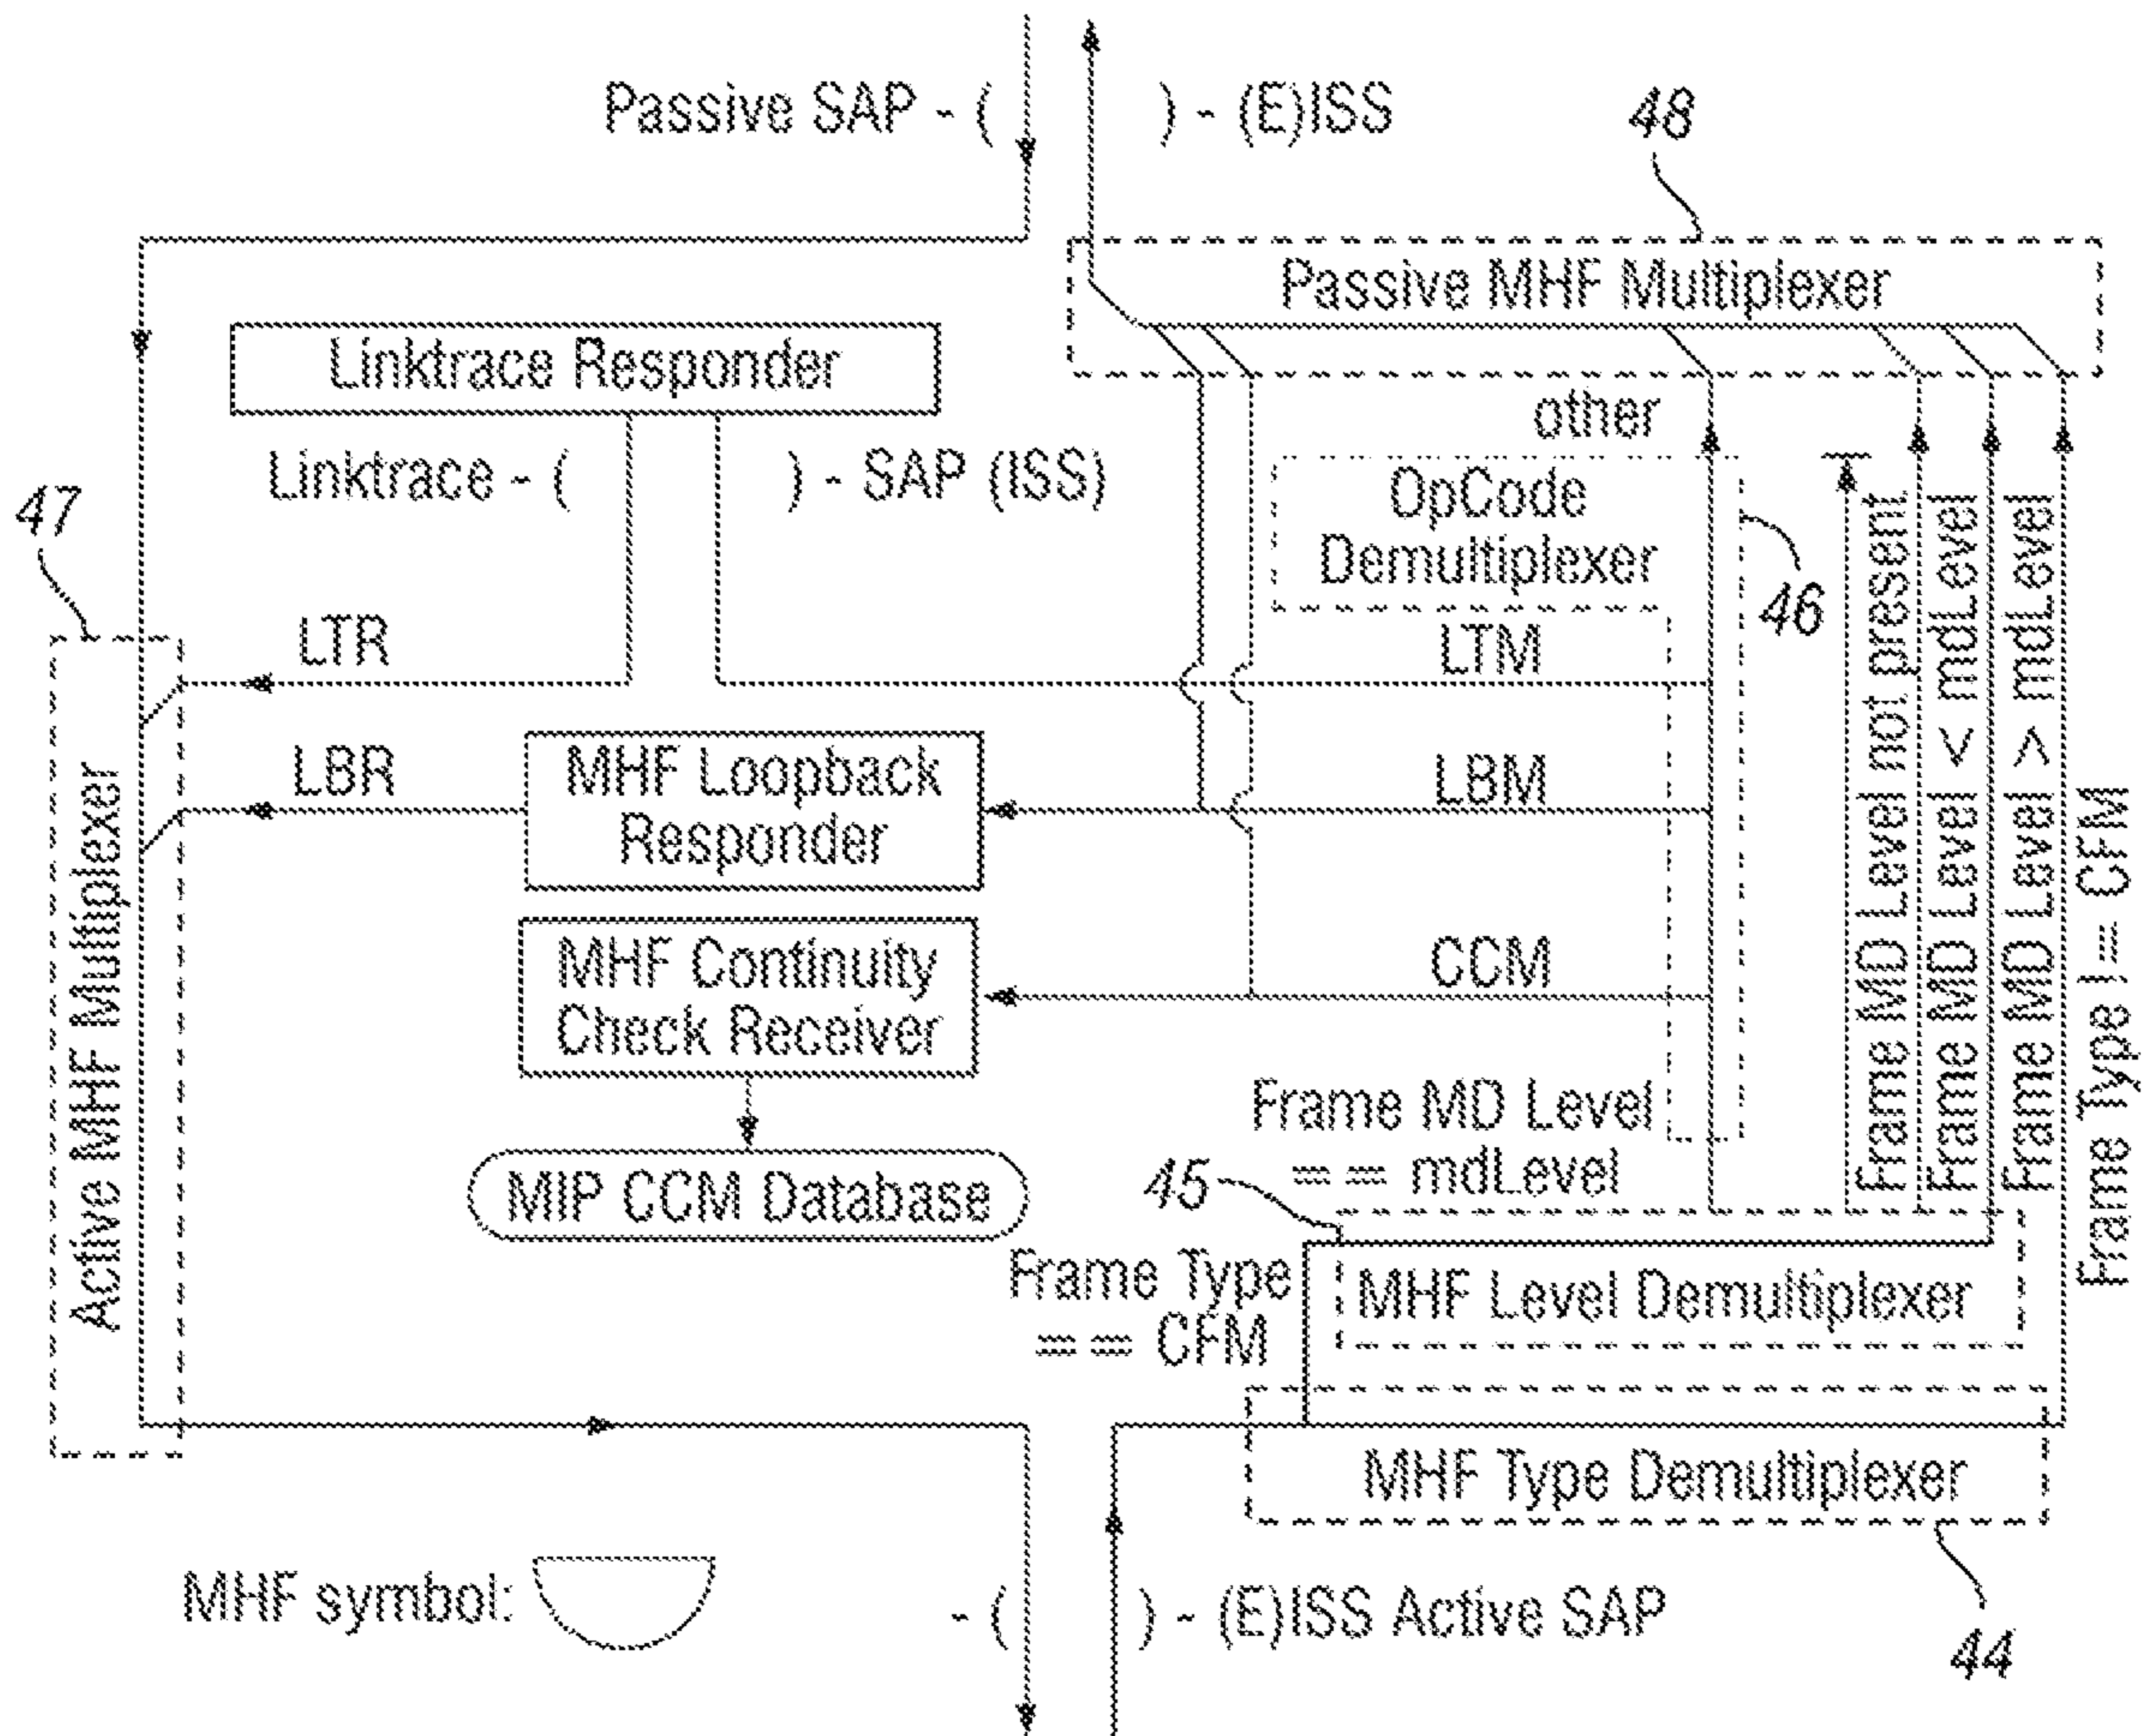 Passive SAP - (          ) - (E)ISS
48
Passive MHF Multiplexer
Linktrace Responder
other
Linktrace - (          ) - SAP (ISS)
OpCode
Demultiplexer
47
46
LTR
LTM
LBR
MHF Loopback
Responder
LBM
MHF Continuity
Check Receiver
CCM
Active MHF Multiplexer
Frame MD Level not present
Frame MD Level < mdLevel
Frame MD Level > mdLevel
Frame Type != CFM
Frame MD Level
== mdLevel
45
MIP CCM Database
Frame Type
== CFM
MHF Level Demultiplexer
MHF Type Demultiplexer
MHF symbol:
- (          ) - (E)ISS Active SAP
44